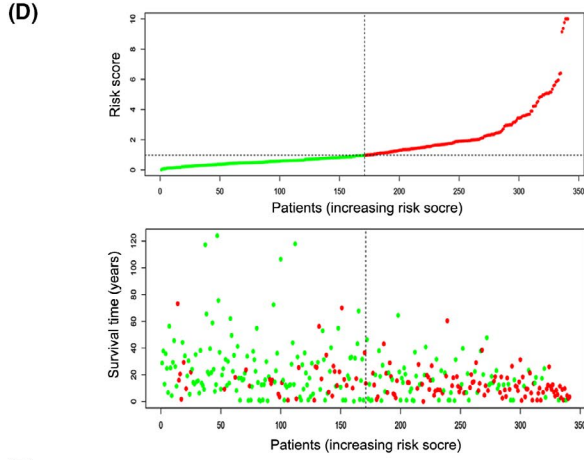 (D)
Risk score
10
8
6
4
2
0
0 50 100 150 200 250 300 350
Patients (increasing risk socre)
Survival time (years)
120
100
80
60
40
20
0
0 50 100 150 200 250 300 350
Patients (increasing risk socre)